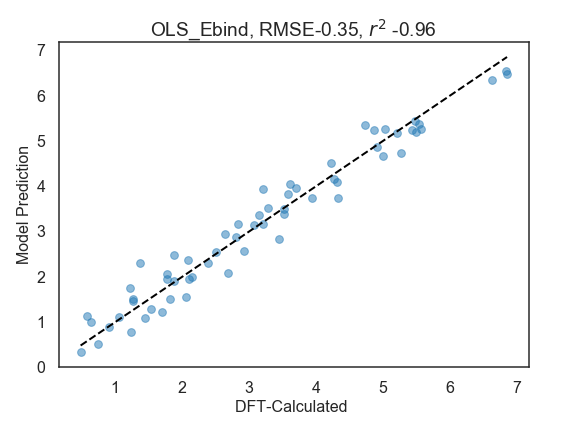 OLS_Ebind, RMSE-0.35, r² -0.96
7
6
5
4
3
2
1
0
Model Prediction
1 2 3 4 5 6 7
DFT-Calculated